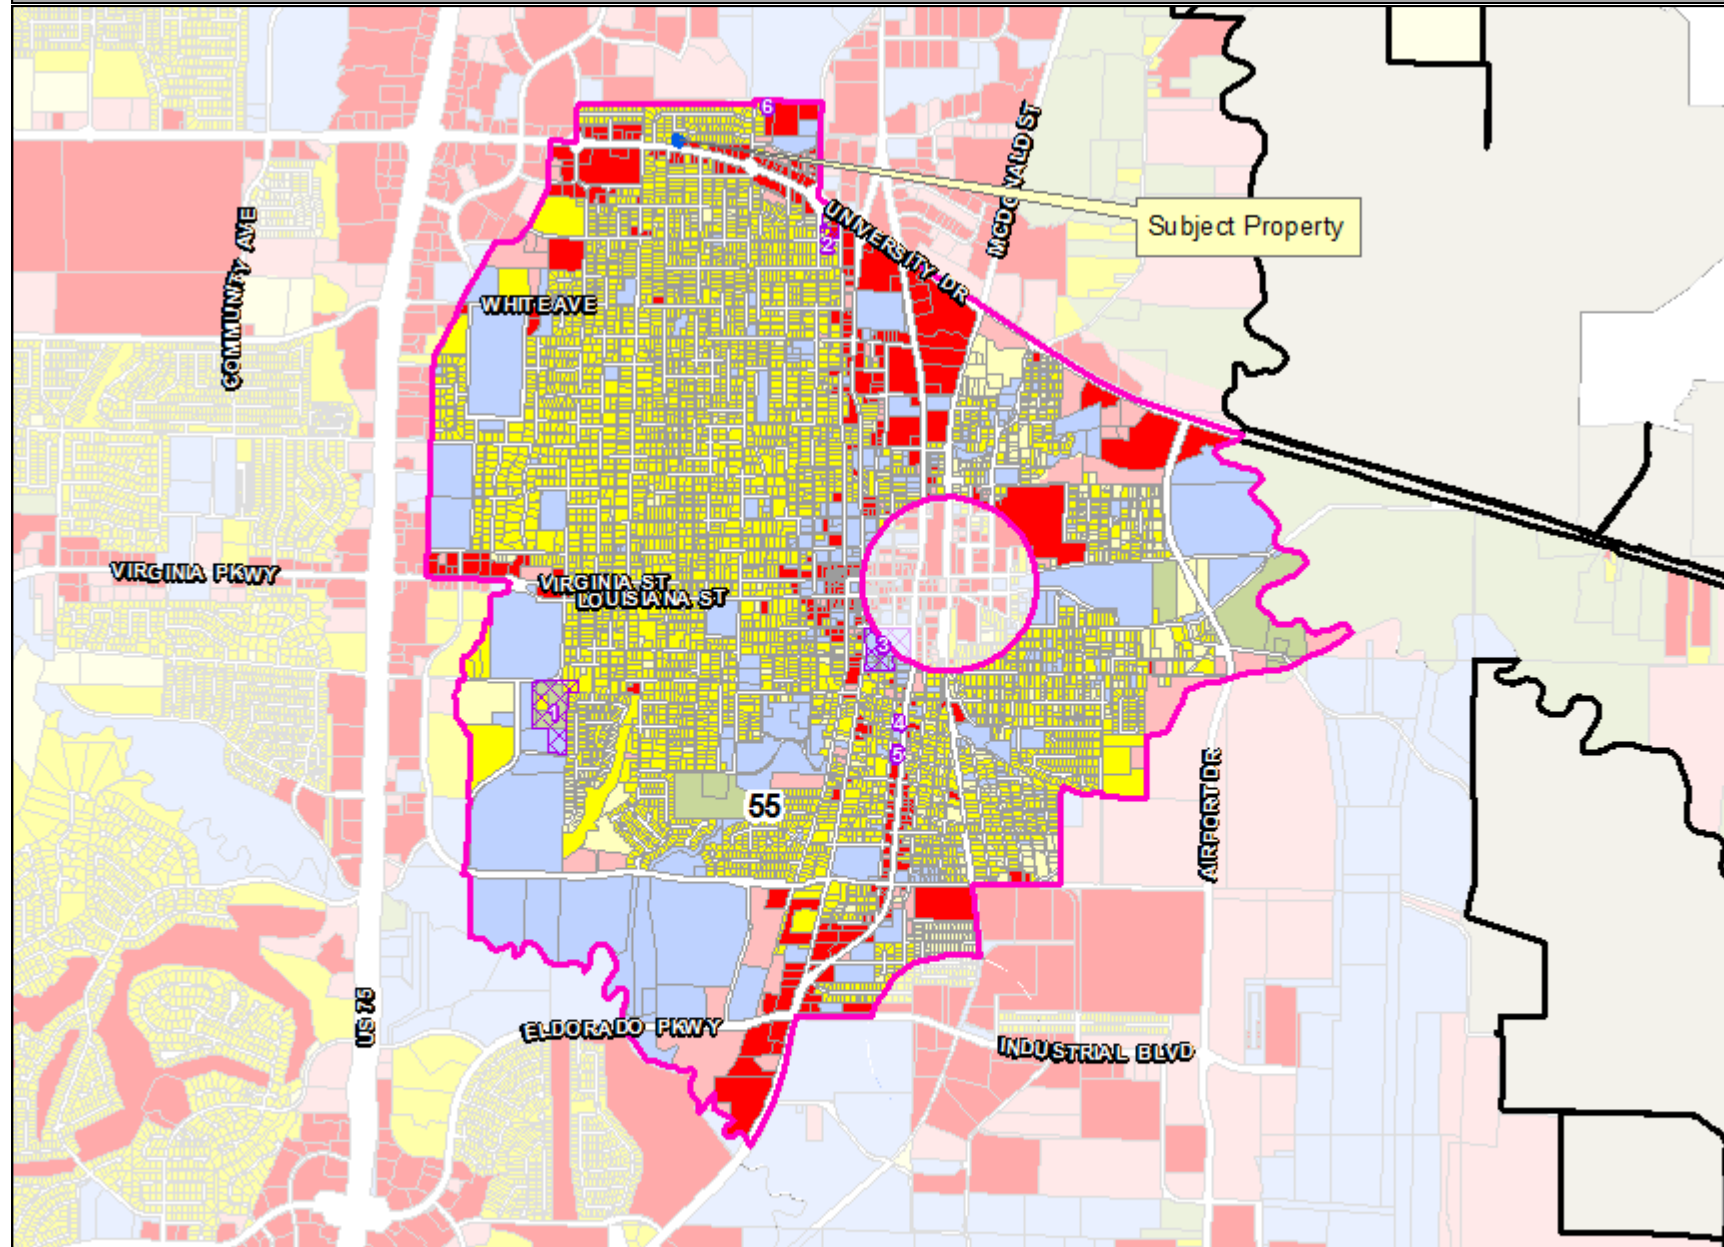 6
MCDONALD ST
Subject Property
UNIVERSITY DR
2
COMMUNITY AVE
WHITE AVE
VIRGINIA PKWY
VIRGINIA ST
LOUISIANA ST
3
1
4
5
55
AIRPORT DR
US 75
ELDORADO PKWY
INDUSTRIAL BLVD